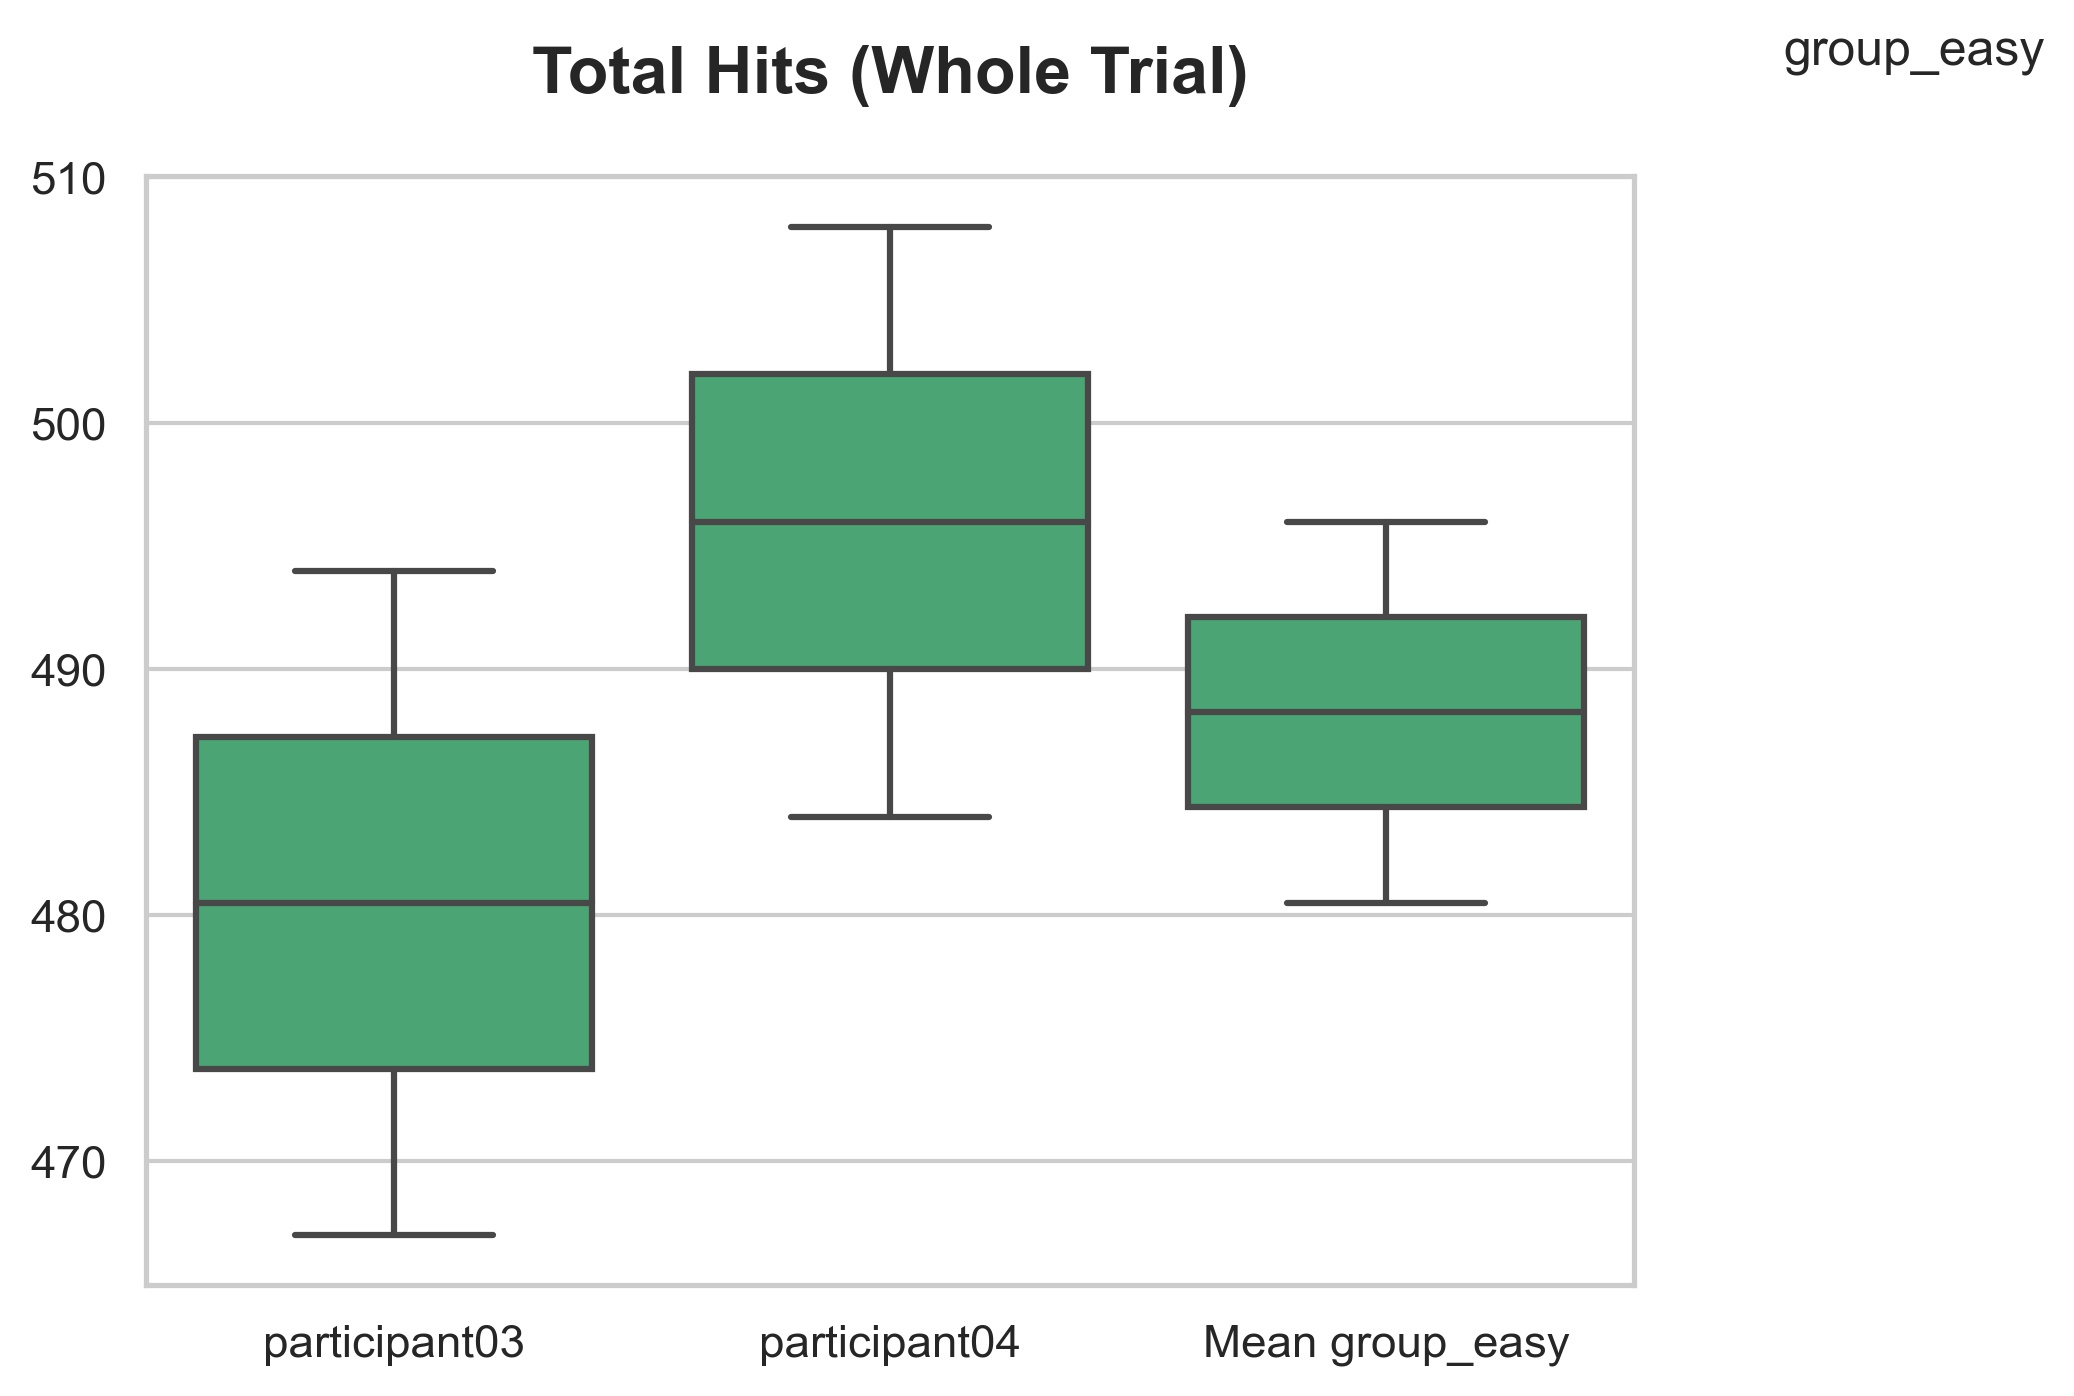 group_easy
Total Hits (Whole Trial)
510
500
490
480
470
participant03 participant04 Mean group_easy